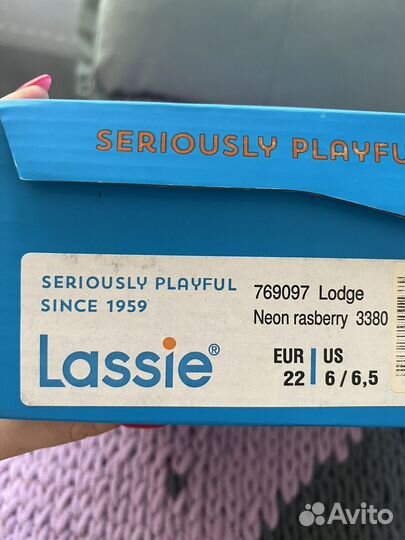 SERIOUSLY PLAYFU
SERIOUSLY PLAYFUL
SINCE 1959
Lassie®
769097 Lodge
Neon rasberry 3380
EUR US
22 6 / 6,5
Avito